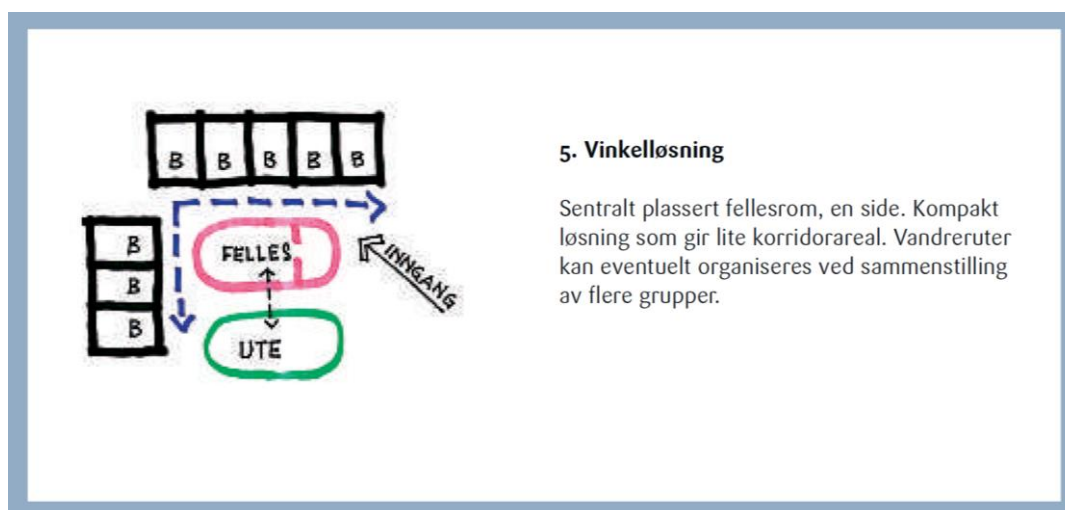 B B B B B
B
B
B
FELLES
INNGANG
UTE
5. Vinkelløsning
Sentralt plassert fellesrom, en side. Kompakt
løsning som gir lite korridorareal. Vandreruter
kan eventuelt organiseres ved sammenstilling
av flere grupper.